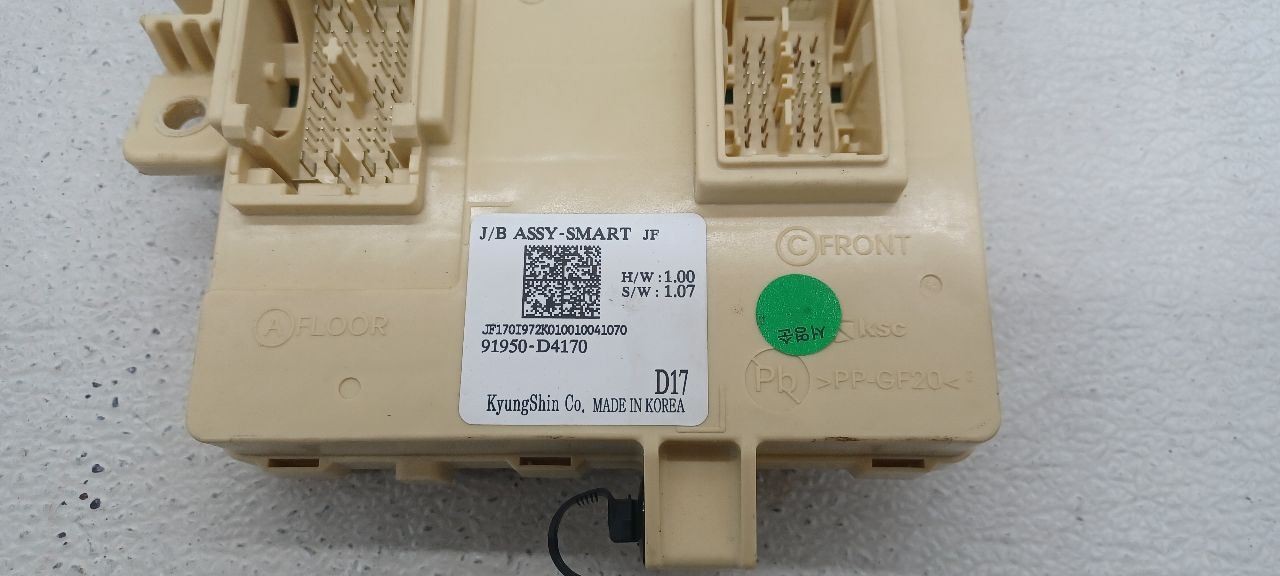 J/B ASSY-SMART JF
H/W : 1.00
S/W : 1.07
JF170I972K010010041070
91950-D4170
D17
KyungShin Co. MADE IN KOREA
A FLOOR
C FRONT
ksc
Pb >PP-GF20<